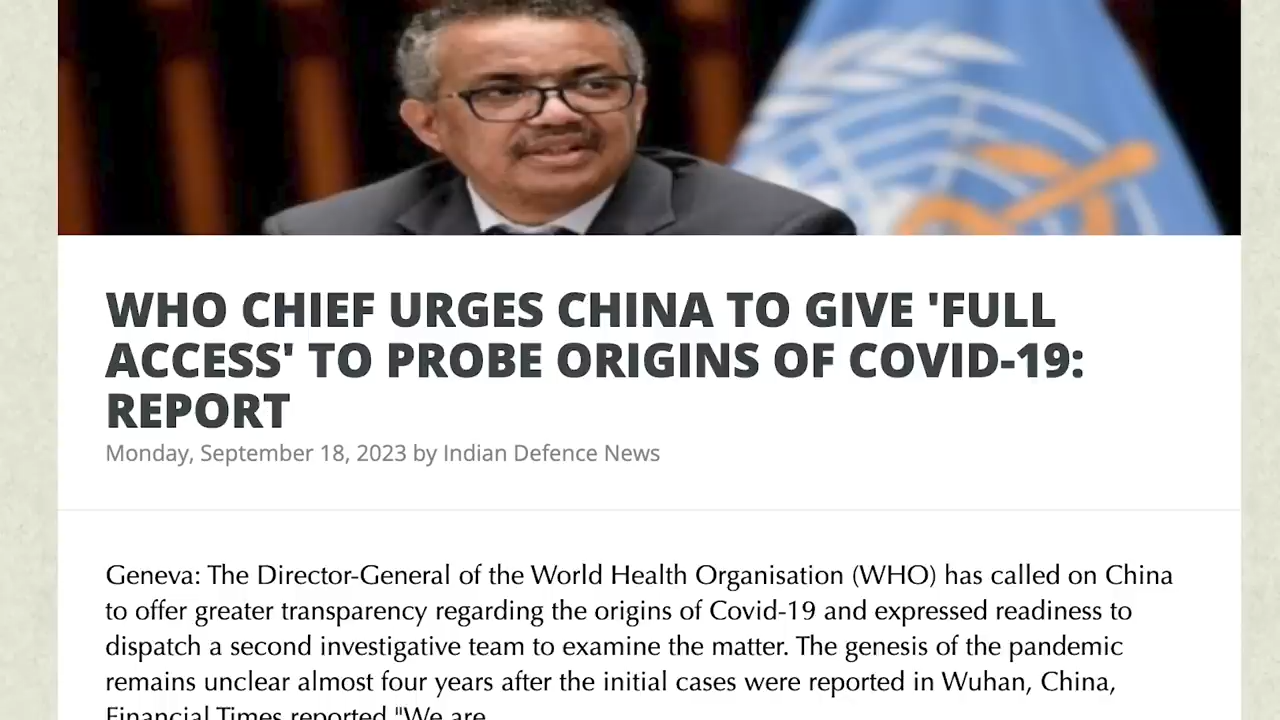 WHO CHIEF URGES CHINA TO GIVE 'FULL
ACCESS' TO PROBE ORIGINS OF COVID-19:
REPORT
Monday, September 18, 2023 by Indian Defence News
Geneva: The Director-General of the World Health Organisation (WHO) has called on China
to offer greater transparency regarding the origins of Covid-19 and expressed readiness to
dispatch a second investigative team to examine the matter. The genesis of the pandemic
remains unclear almost four years after the initial cases were reported in Wuhan, China,
Financial Times reported "We are